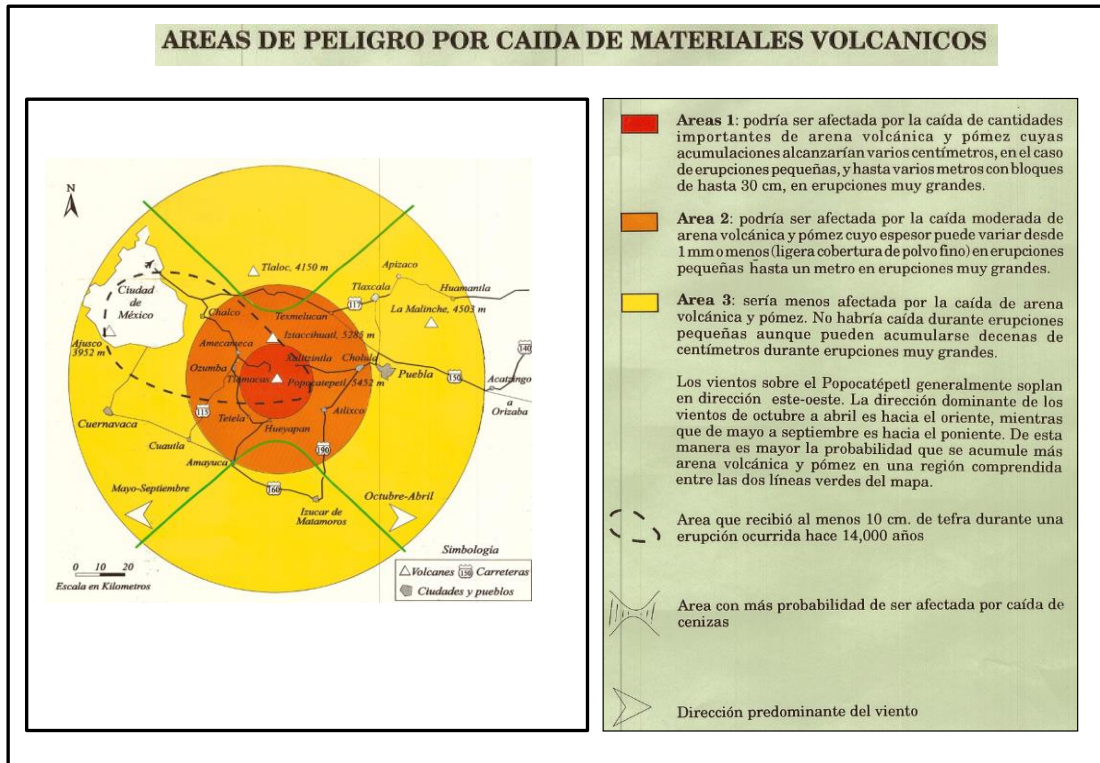 AREAS DE PELIGRO POR CAIDA DE MATERIALES VOLCANICOS
N
Tlaloc, 4150 m
Apizaco
Ciudad
de
México
Tlaxcala
Huamantla
117
Chalco
Texmelucan
La Malinche, 4503 m
Ajusco
3952 m
Iztaccihuatl, 5285 m
Amecameca
140
Xalitzintla
Cholula
Ozumba
Puebla
Tlamacas
Popocatepetl, 5452 m
150
Acatzingo
a
Orizaba
115
Tetela
Atlixco
Cuernavaca
Hueyapan
Cuautla
190
Amayuca
Mayo-Septiembre
160
Octubre-Abril
Izucar de
Matamoros
Simbología
0 10 20
Escala en Kilometros
Volcanes 150 Carreteras
Ciudades y pueblos
Areas 1: podría ser afectada por la caída de cantidades
importantes de arena volcánica y pómez cuyas
acumulaciones alcanzarían varios centímetros, en el caso
de erupciones pequeñas, y hasta varios metros con bloques
de hasta 30 cm, en erupciones muy grandes.
Area 2: podría ser afectada por la caída moderada de
arena volcánica y pómez cuyo espesor puede variar desde
1 mm o menos (ligera cobertura de polvo fino) en erupciones
pequeñas hasta un metro en erupciones muy grandes.
Area 3: sería menos afectada por la caída de arena
volcánica y pómez. No habría caída durante erupciones
pequeñas aunque pueden acumularse decenas de
centímetros durante erupciones muy grandes.
Los vientos sobre el Popocatépetl generalmente soplan
en dirección este-oeste. La dirección dominante de los
vientos de octubre a abril es hacia el oriente, mientras
que de mayo a septiembre es hacia el poniente. De esta
manera es mayor la probabilidad que se acumule más
arena volcánica y pómez en una región comprendida
entre las dos líneas verdes del mapa.
Area que recibió al menos 10 cm. de tefra durante una
erupción ocurrida hace 14,000 años
Area con más probabilidad de ser afectada por caída de
cenizas
Dirección predominante del viento